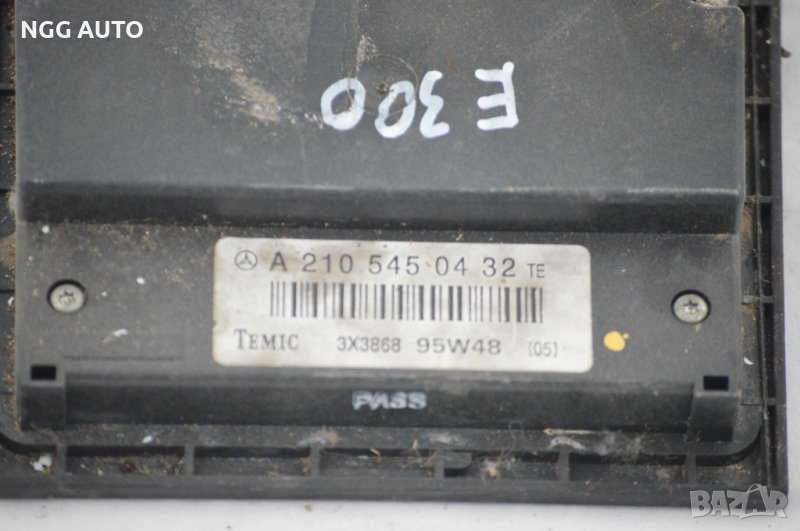 NGG AUTO
E 300
A 210 545 04 32 TE
TEMIC 3X3868 95W48 [05]
PASS
BAZAR